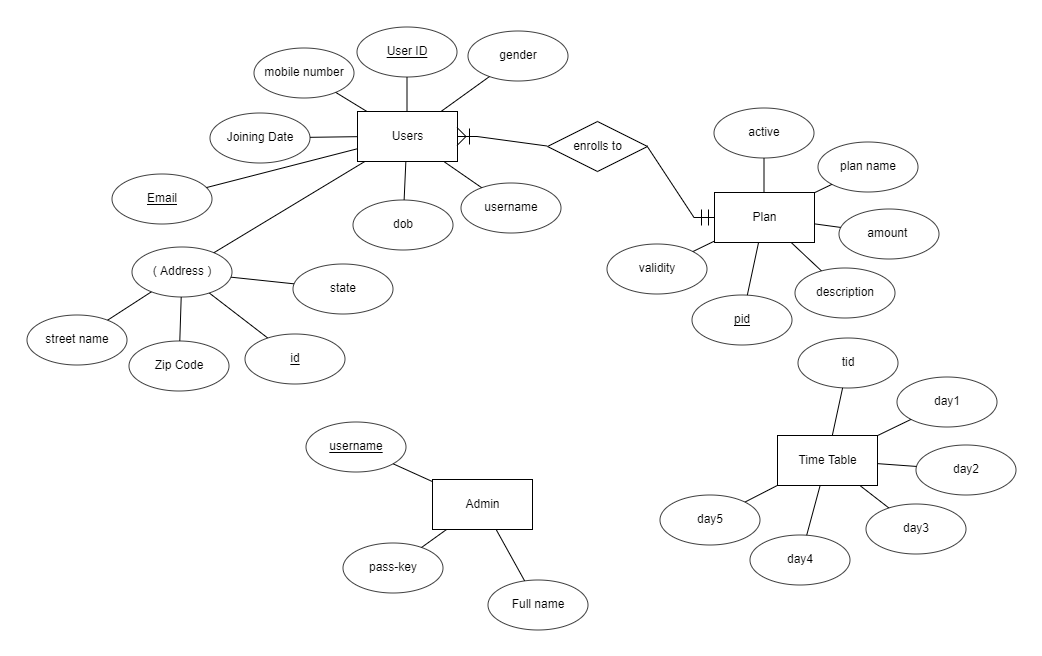 User ID
gender
mobile number
Users
Joining Date
active
enrolls to
plan name
Email
username
dob
Plan
amount
( Address )
validity
state
description
pid
street name
Zip Code
id
tid
day1
username
Time Table
day2
Admin
day5
day3
day4
pass-key
Full name